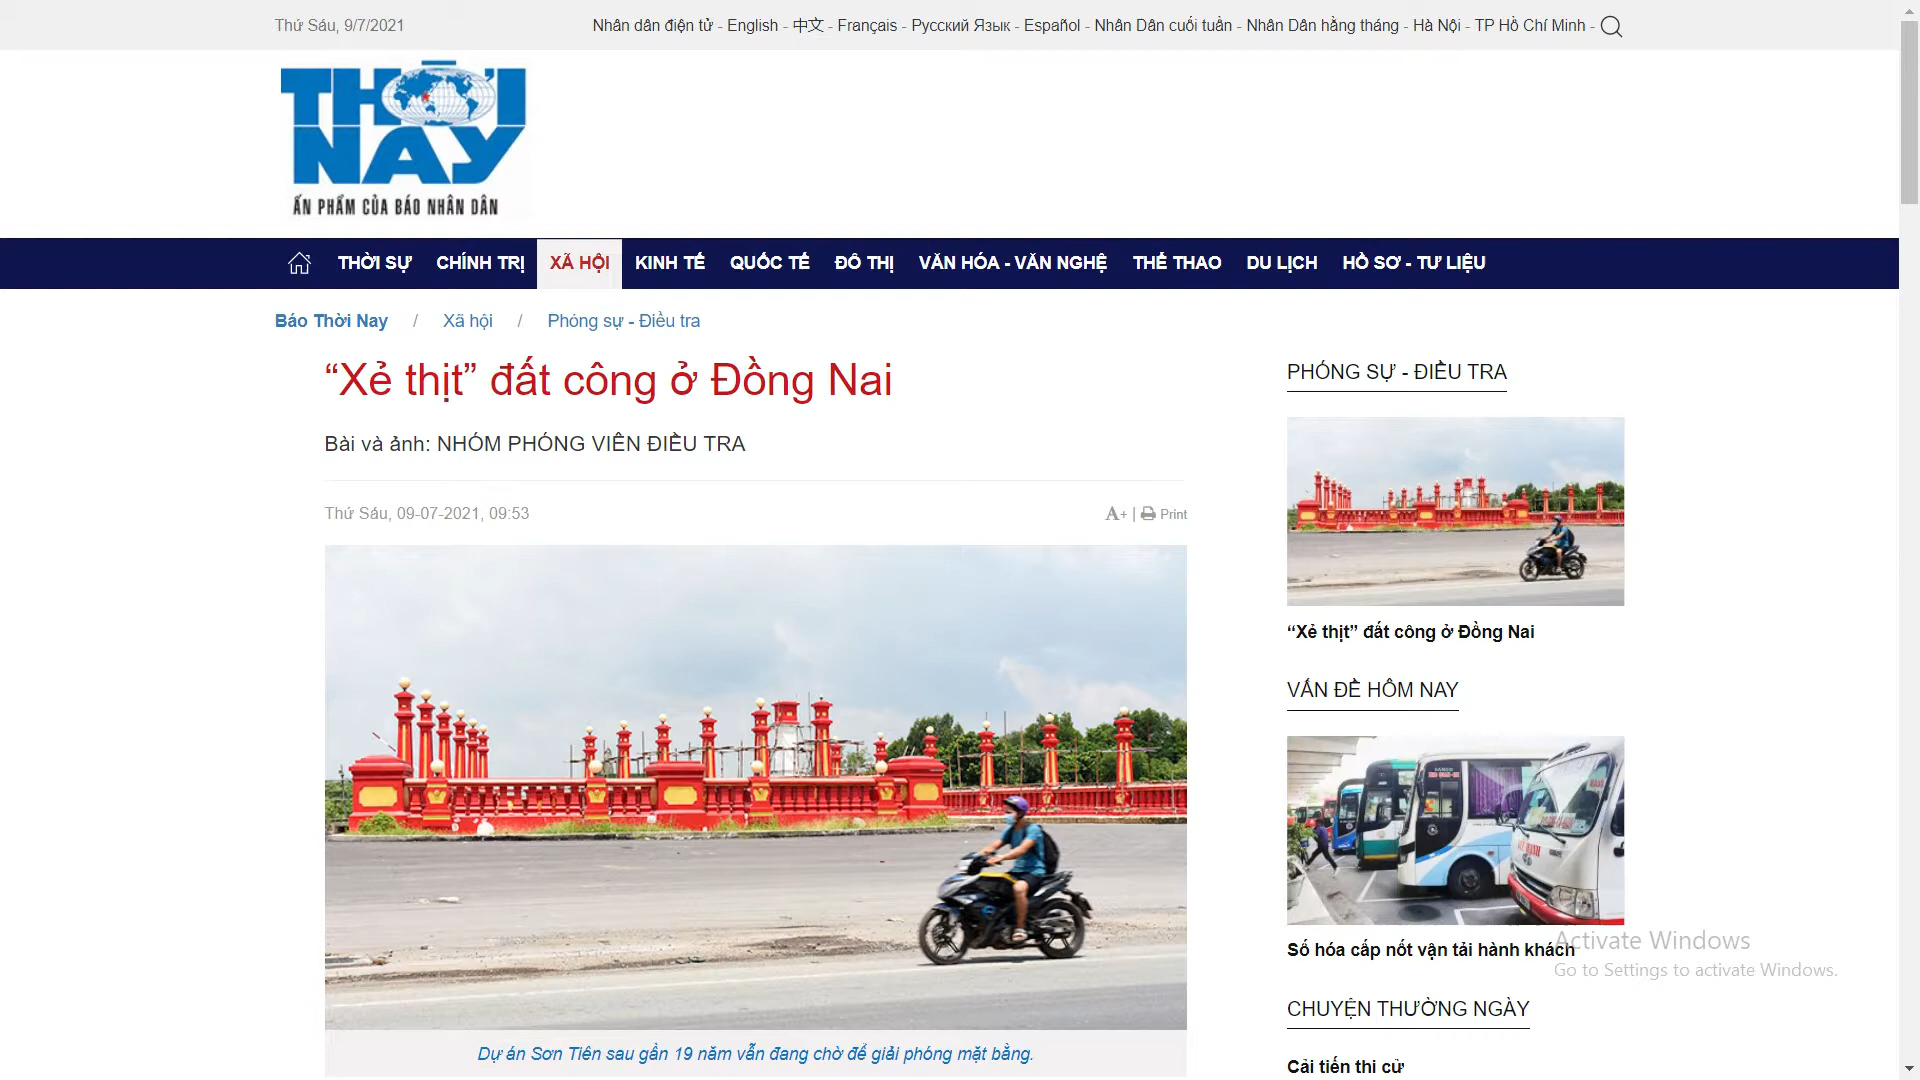 Thứ Sáu, 9/7/2021
Nhân dân điện tử - English - 中文 - Français - Русский Язык - Español - Nhân Dân cuối tuần - Nhân Dân hằng tháng - Hà Nội - TP Hồ Chí Minh -
THỜI
NAY
ẤN PHẨM CỦA BÁO NHÂN DÂN
THỜI SỰ CHÍNH TRỊ XÃ HỘI KINH TẾ QUỐC TẾ ĐÔ THỊ VĂN HÓA - VĂN NGHỆ THỂ THAO DU LỊCH HỒ SƠ - TƯ LIỆU
Báo Thời Nay / Xã hội / Phóng sự - Điều tra
“Xẻ thịt” đất công ở Đồng Nai
Bài và ảnh: NHÓM PHÓNG VIÊN ĐIỀU TRA
Thứ Sáu, 09-07-2021, 09:53
A+ | Print
Dự án Sơn Tiên sau gần 19 năm vẫn đang chờ để giải phóng mặt bằng.
PHÓNG SỰ - ĐIỀU TRA
“Xẻ thịt” đất công ở Đồng Nai
VẤN ĐỀ HÔM NAY
Số hóa cấp nốt vận tải hành khách
CHUYỆN THƯỜNG NGÀY
Cải tiến thi cử
Activate Windows
Go to Settings to activate Windows.